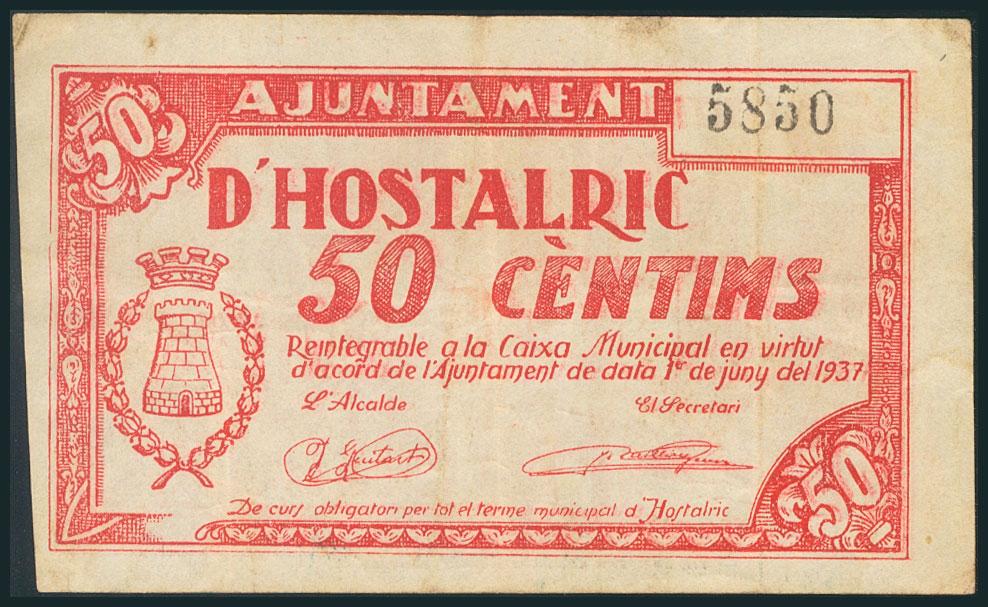 50
AJUNTAMENT
5850
D'HOSTALRIC
50 CÈNTIMS
Reintegrable a la Caixa Municipal en virtut
d'acord de l'Ajuntament de data 1er de juny del 1937
L'Alcalde El Secretari
De curs obligatori per tot el terme municipal d'Hostalric
50